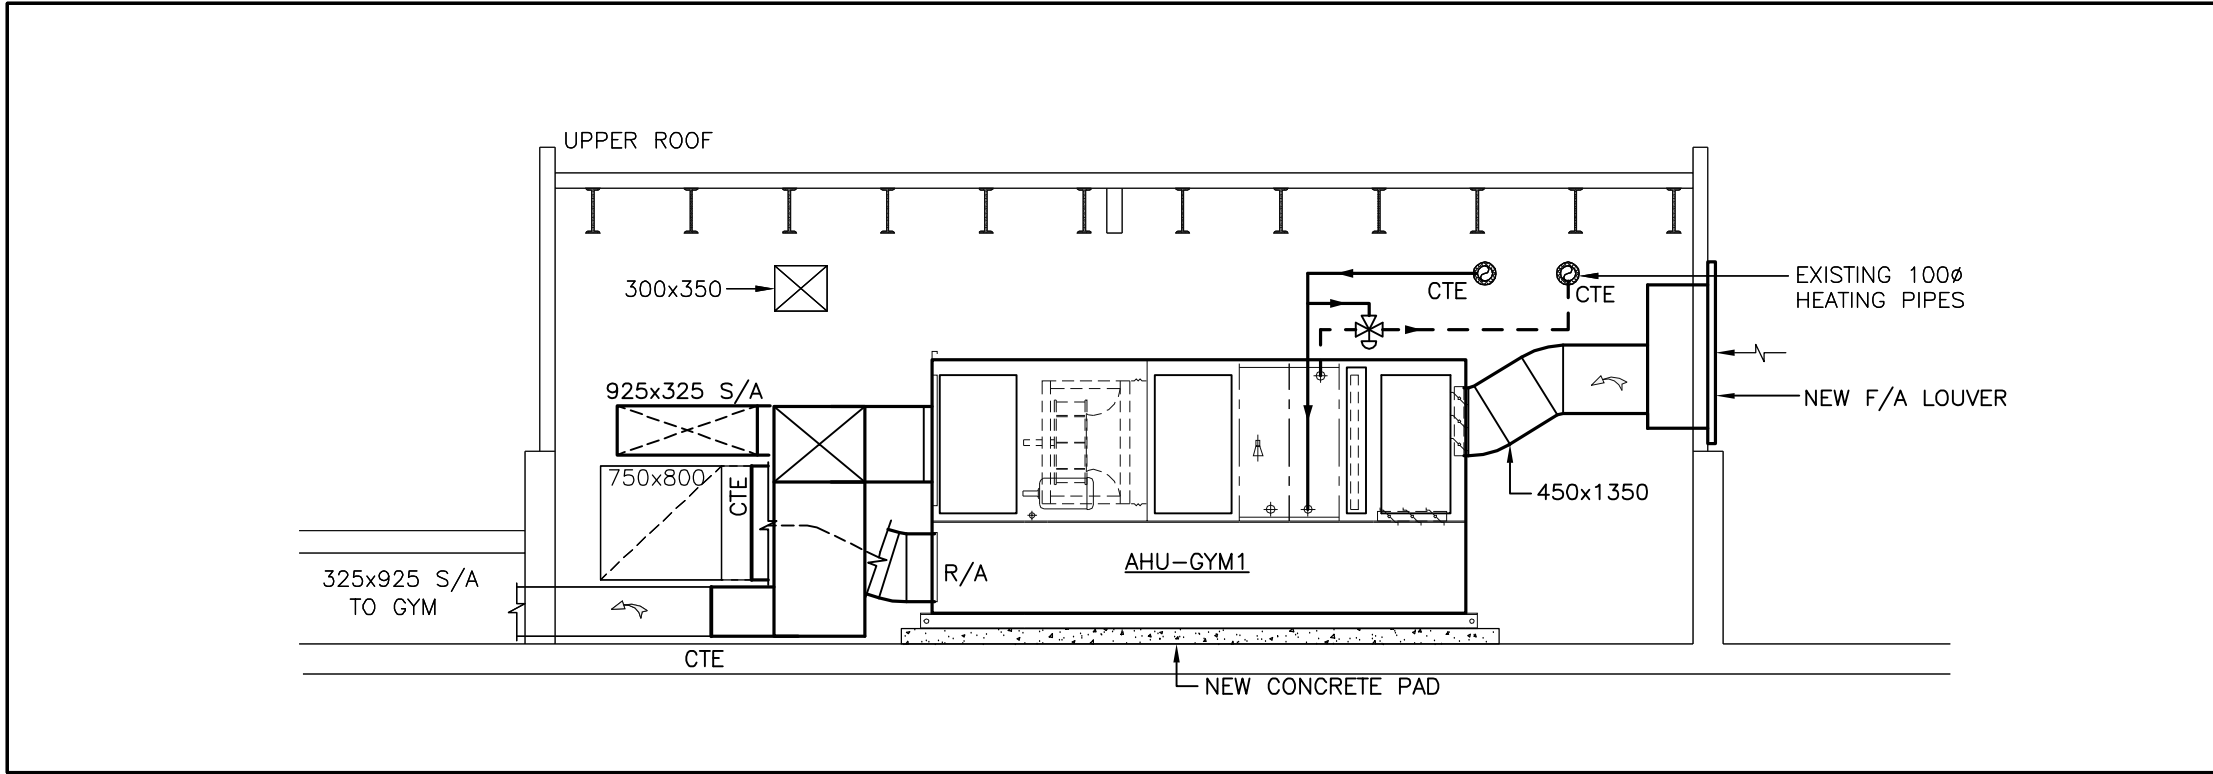 UPPER ROOF
300x350
CTE
CTE
EXISTING 100ø
HEATING PIPES
925x325 S/A
NEW F/A LOUVER
750x800
CTE
450x1350
325x925 S/A
TO GYM
R/A
AHU-GYM1
CTE
NEW CONCRETE PAD